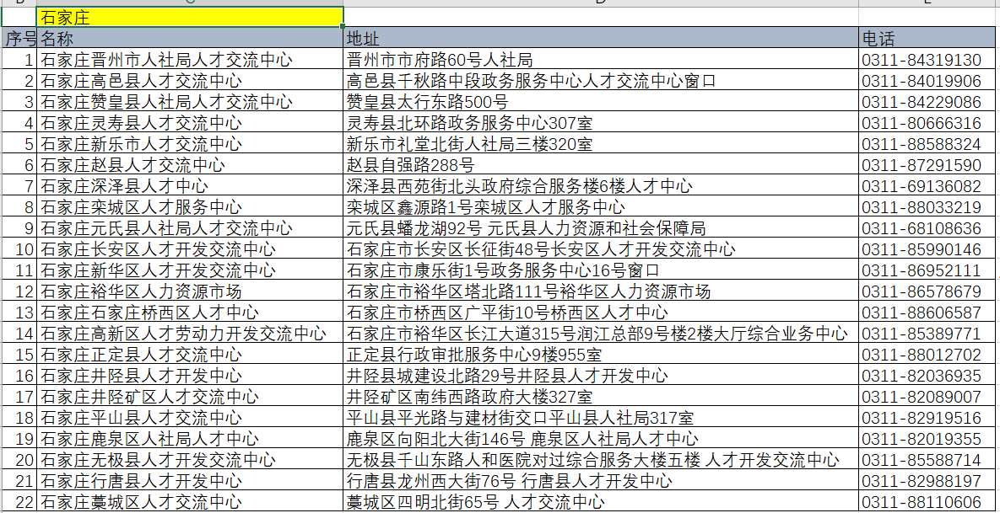 石家庄
序号 名称 地址 电话
1 石家庄晋州市人社局人才交流中心 晋州市市府路60号人社局 0311-84319130
2 石家庄高邑县人才交流中心 高邑县千秋路中段政务服务中心人才交流中心窗口 0311-84019906
3 石家庄赞皇县人社局人才交流中心 赞皇县太行东路500号 0311-84229086
4 石家庄灵寿县人才交流中心 灵寿县北环路政务服务中心307室 0311-80666316
5 石家庄新乐市人才交流中心 新乐市礼堂北街人社局三楼320室 0311-88588324
6 石家庄赵县人才交流中心 赵县自强路288号 0311-87291590
7 石家庄深泽县人才中心 深泽县西苑街北头政府综合服务楼6楼人才中心 0311-69136082
8 石家庄栾城区人才服务中心 栾城区鑫源路1号栾城区人才服务中心 0311-88033219
9 石家庄元氏县人社局人才交流中心 元氏县蟠龙湖92号 元氏县人力资源和社会保障局 0311-68108636
10 石家庄长安区人才开发交流中心 石家庄市长安区长征街48号长安区人才开发交流中心 0311-85990146
11 石家庄新华区人才开发交流中心 石家庄市康乐街1号政务服务中心16号窗口 0311-86952111
12 石家庄裕华区人力资源市场 石家庄市裕华区塔北路111号裕华区人力资源市场 0311-86578679
13 石家庄石家庄桥西区人才中心 石家庄市桥西区广平街10号桥西区人才中心 0311-88606587
14 石家庄高新区人才劳动力开发交流中心 石家庄市裕华区长江大道315号润江总部9号楼2楼大厅综合业务中心 0311-85389771
15 石家庄正定县人才交流中心 正定县行政审批服务中心9楼955室 0311-88012702
16 石家庄井陉县人才开发中心 井陉县城建设北路29号井陉县人才开发中心 0311-82036935
17 石家庄井陉矿区人才交流中心 井陉矿区南纬西路政府大楼327室 0311-82089007
18 石家庄平山县人才交流中心 平山县平光路与建材街交口平山县人社局317室 0311-82919516
19 石家庄鹿泉区人社局人才中心 鹿泉区向阳北大街146号 鹿泉区人社局人才中心 0311-82019355
20 石家庄无极县人才开发交流中心 无极县千山东路人和医院对过综合服务大楼五楼 人才开发交流中心 0311-85588714
21 石家庄行唐县人才开发中心 行唐县龙州西大街76号 行唐县人才开发中心 0311-82988197
22 石家庄藁城区人才交流中心 藁城区四明北街65号 人才交流中心 0311-88110606